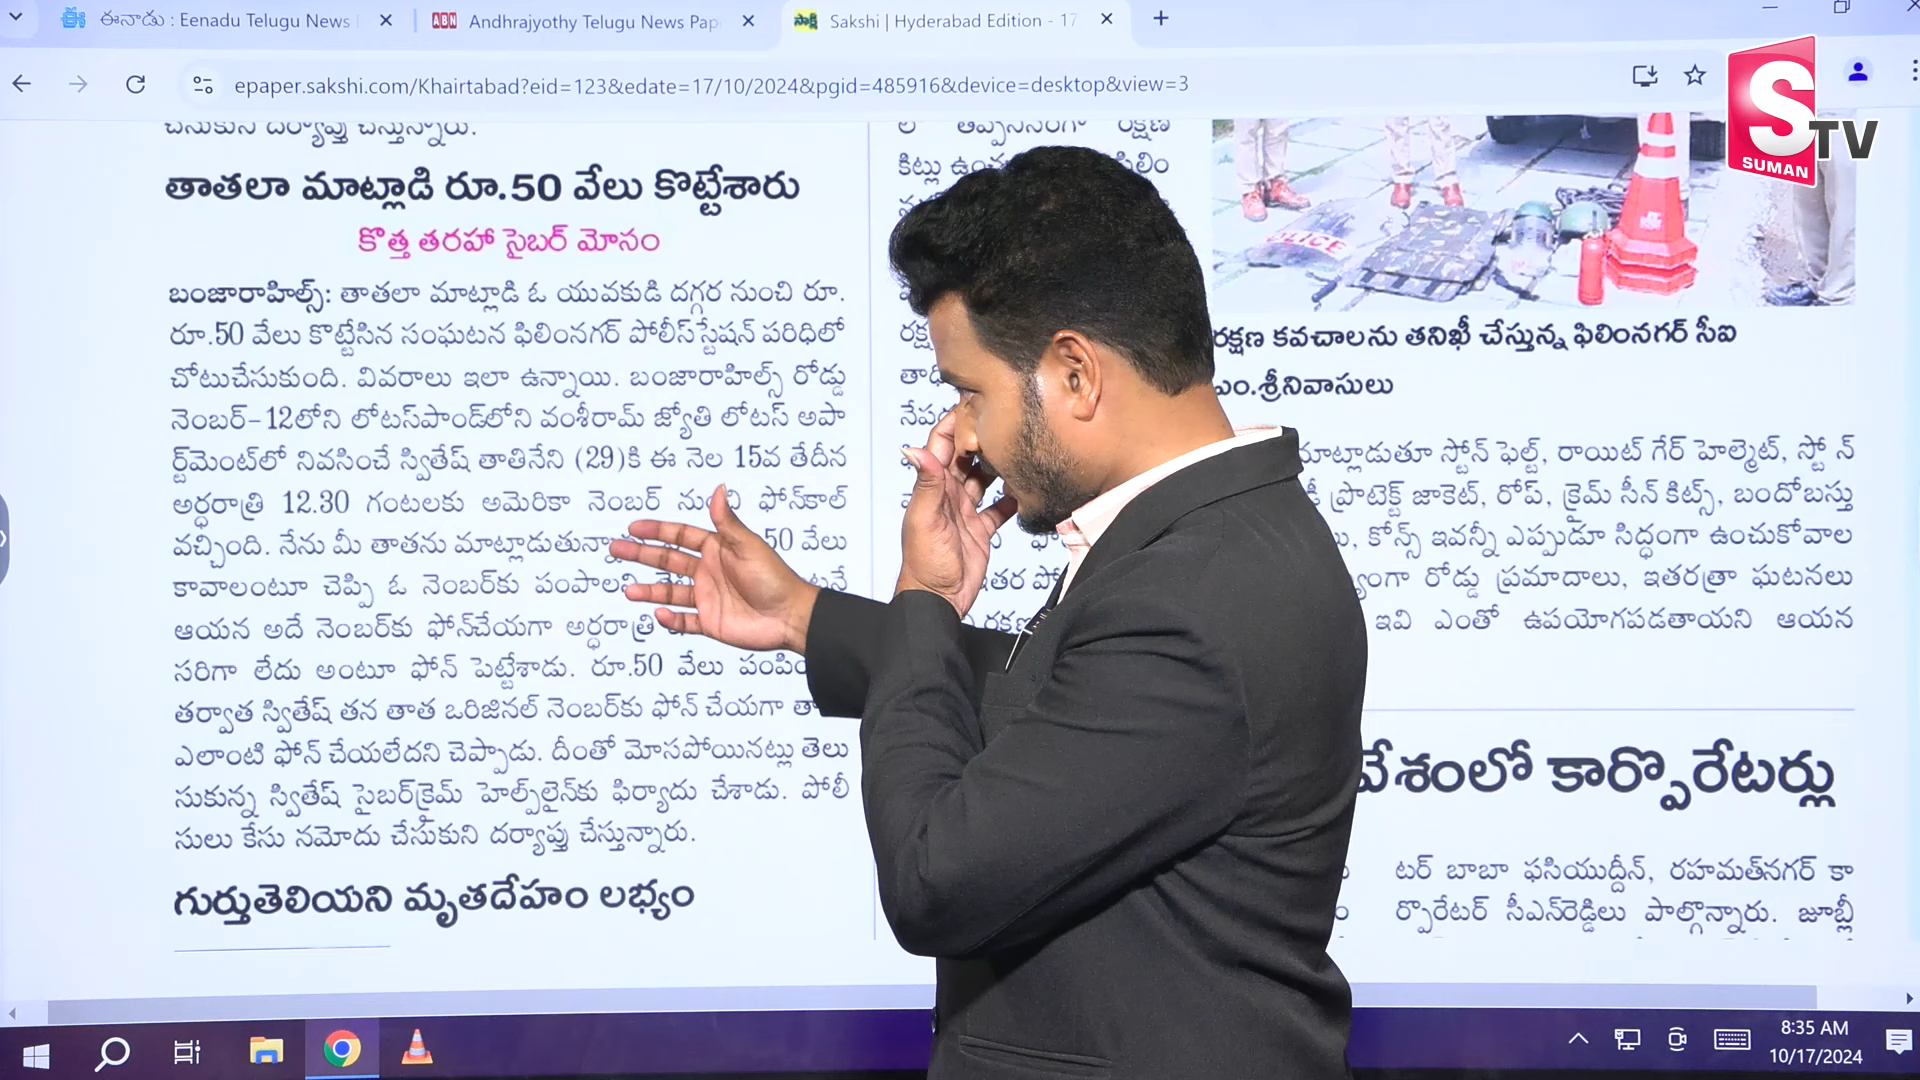 ఈనాడు : Eenadu Telugu News
ABN Andhrajyothy Telugu News Pap
సాక్షి Sakshi | Hyderabad Edition - 17
epaper.sakshi.com/Khairtabad?eid=123&edate=17/10/2024&pgid=485916&device=desktop&view=3
S TV
SUMAN
చేసుకుని దర్యాప్తు చేస్తున్నారు.
తాతలా మాట్లాడి రూ.50 వేలు కొట్టేశారు
కొత్త తరహా సైబర్ మోసం
బంజారాహిల్స్: తాతలా మాట్లాడి ఓ యువకుడి దగ్గర నుంచి రూ.
రూ.50 వేలు కొట్టేసిన సంఘటన ఫిలింనగర్ పోలీస్‌స్టేషన్ పరిధిలో
చోటుచేసుకుంది. వివరాలు ఇలా ఉన్నాయి. బంజారాహిల్స్ రోడ్డు
నెంబర్-12లోని లోటస్‌పాండ్‌లోని వంశీరామ్ జ్యోతి లోటస్ అపా
ర్ట్‌మెంట్‌లో నివసించే స్వితేష్ తాతినేని (29)కి ఈ నెల 15వ తేదీన
అర్ధరాత్రి 12.30 గంటలకు అమెరికా నెంబర్ నుంచి ఫోన్‌కాల్
వచ్చింది. నేను మీ తాతను మాట్లాడుతున్నా 50 వేలు
కావాలంటూ చెప్పి ఓ నెంబర్‌కు పంపాలని
ఆయన అదే నెంబర్‌కు ఫోన్‌చేయగా అర్ధరాత్రి
సరిగా లేదు అంటూ ఫోన్ పెట్టేశాడు. రూ.50 వేలు
తర్వాత స్వితేష్ తన తాత ఒరిజినల్ నెంబర్‌కు ఫోన్ చేయగా
ఎలాంటి ఫోన్ చేయలేదని చెప్పాడు. దీంతో మోసపోయినట్లు తెలు
సుకున్న స్వితేష్ సైబర్‌క్రైమ్ హెల్ప్‌లైన్‌కు ఫిర్యాదు చేశాడు. పోలీ
సులు కేసు నమోదు చేసుకుని దర్యాప్తు చేస్తున్నారు.
గుర్తుతెలియని మృతదేహం లభ్యం
రక్షణ
కిట్లు
POLICE
రక్షణ కవచాలను తనిఖీ చేస్తున్న ఫిలింనగర్ సీఐ
ఎం.శ్రీనివాసులు
మాట్లాడుతూ స్టోన్ ఫెల్ట్, రాయిట్ గేర్ హెల్మెట్, స్టో న్
ప్రొటెక్ట్ జాకెట్, రోప్, క్రైమ్ సీన్ కిట్స్, బందోబస్తు
కోన్స్ ఇవన్నీ ఎప్పుడూ సిద్ధంగా ఉంచుకోవాల
రోడ్డు ప్రమాదాలు, ఇతరత్రా ఘటనలు
ఇవి ఎంతో ఉపయోగపడతాయని ఆయన
వేశంలో కార్పొరేటర్లు
టర్ బాబా ఫసియుద్దీన్, రహమత్‌నగర్ కా
ర్పొరేటర్ సీఎన్‌రెడ్డిలు పాల్గొన్నారు. జూబ్లీ
8:35 AM
10/17/2024